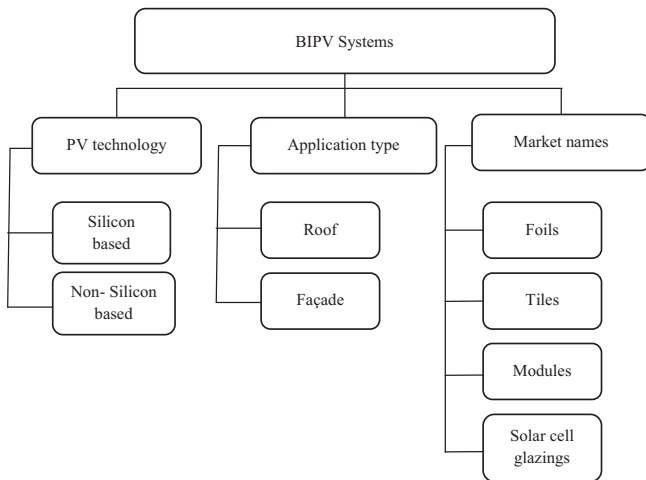 BIPV Systems
PV technology
Application type
Market names
Silicon
based
Non- Silicon
based
Roof
Façade
Foils
Tiles
Modules
Solar cell
glazings